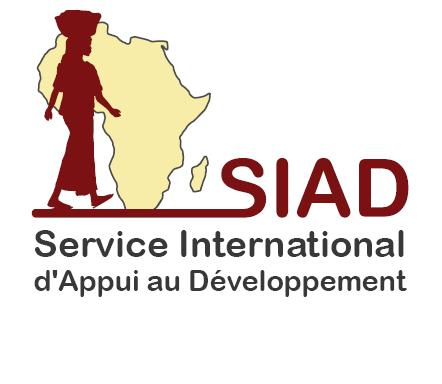 SIAD
Service International
d'Appui au Développement